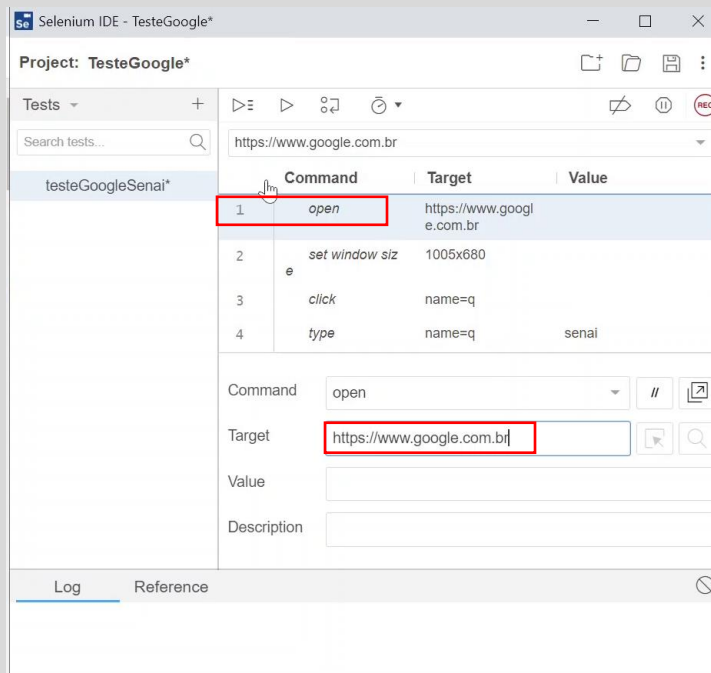 Se Selenium IDE - TesteGoogle*
Project: TesteGoogle*
Tests
Search tests...
testeGoogleSenai*
REC
https://www.google.com.br
Command Target Value
1 open https://www.googl
e.com.br
2 set window siz 1005x680
e
3 click name=q
4 type name=q senai
Command open //
Target https://www.google.com.br
Value
Description
Log Reference